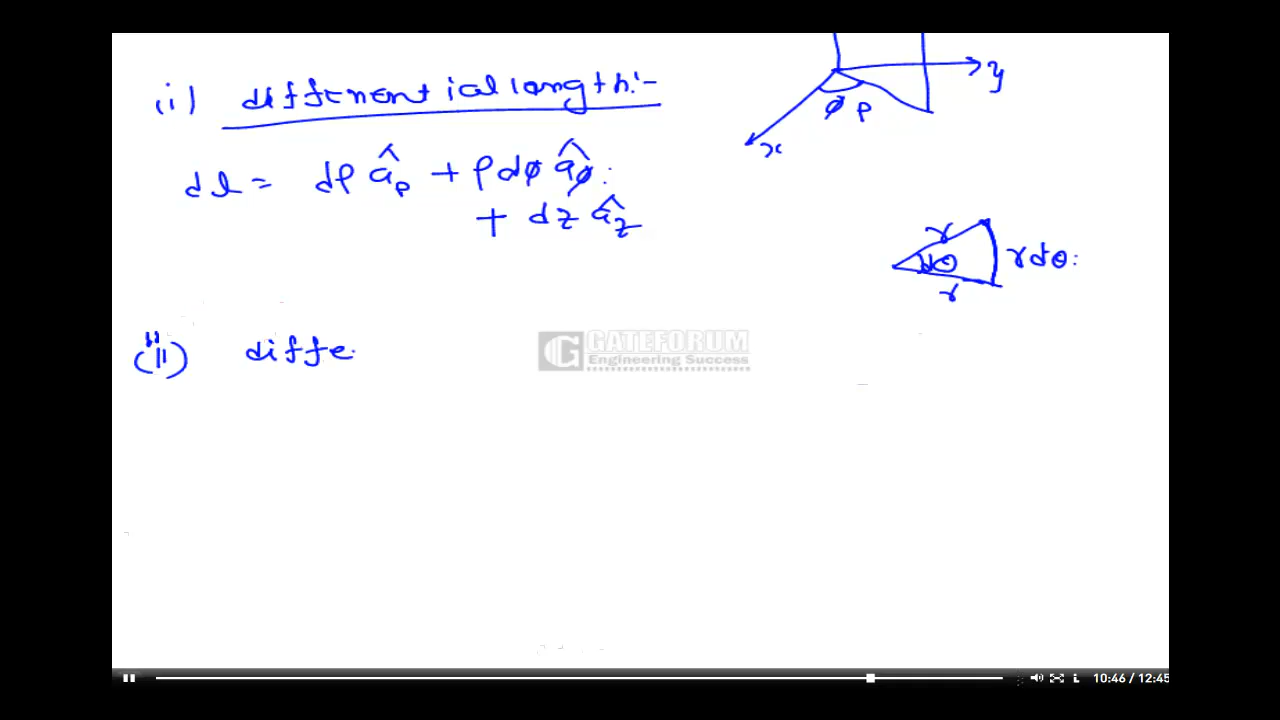 (i) differential length:-
dl = dρ âρ + ρdϕ âϕ
+ dz âz
y
ϕ ρ
x
r
dθ
r dθ
r
(ii) diffe
GATEFORUM
Engineering Success
10:46 / 12:45